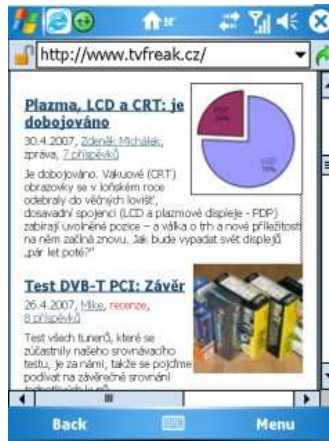 http://www.tvfreak.cz/
Plazma, LCD a CRT: je
dobojováno
30.4.2007, Zdeněk Michálek,
zpráva, 7 příspěvků
Je dobojováno. Vakuové (CRT)
obrazovky se v loňském roce
odebraly do věčných lovišť,
dosavadní spojenci (LCD a plazmové displeje - PDP)
zabírají uvolněné pozice – a válka o trh a nové příležitosti
na něm začíná znovu. Jak bude vypadat svět displejů
„pár let poté?"
PDP
LCD
Test DVB-T PCI: Závěr
26.4.2007, Mike, recenze,
8 příspěvků
Test všech tunerů, které se
zúčastnily našeho srovnávacího
testu, je za námi, takže se pojďme
podívat na závěrečné srovnání
Back
Menu